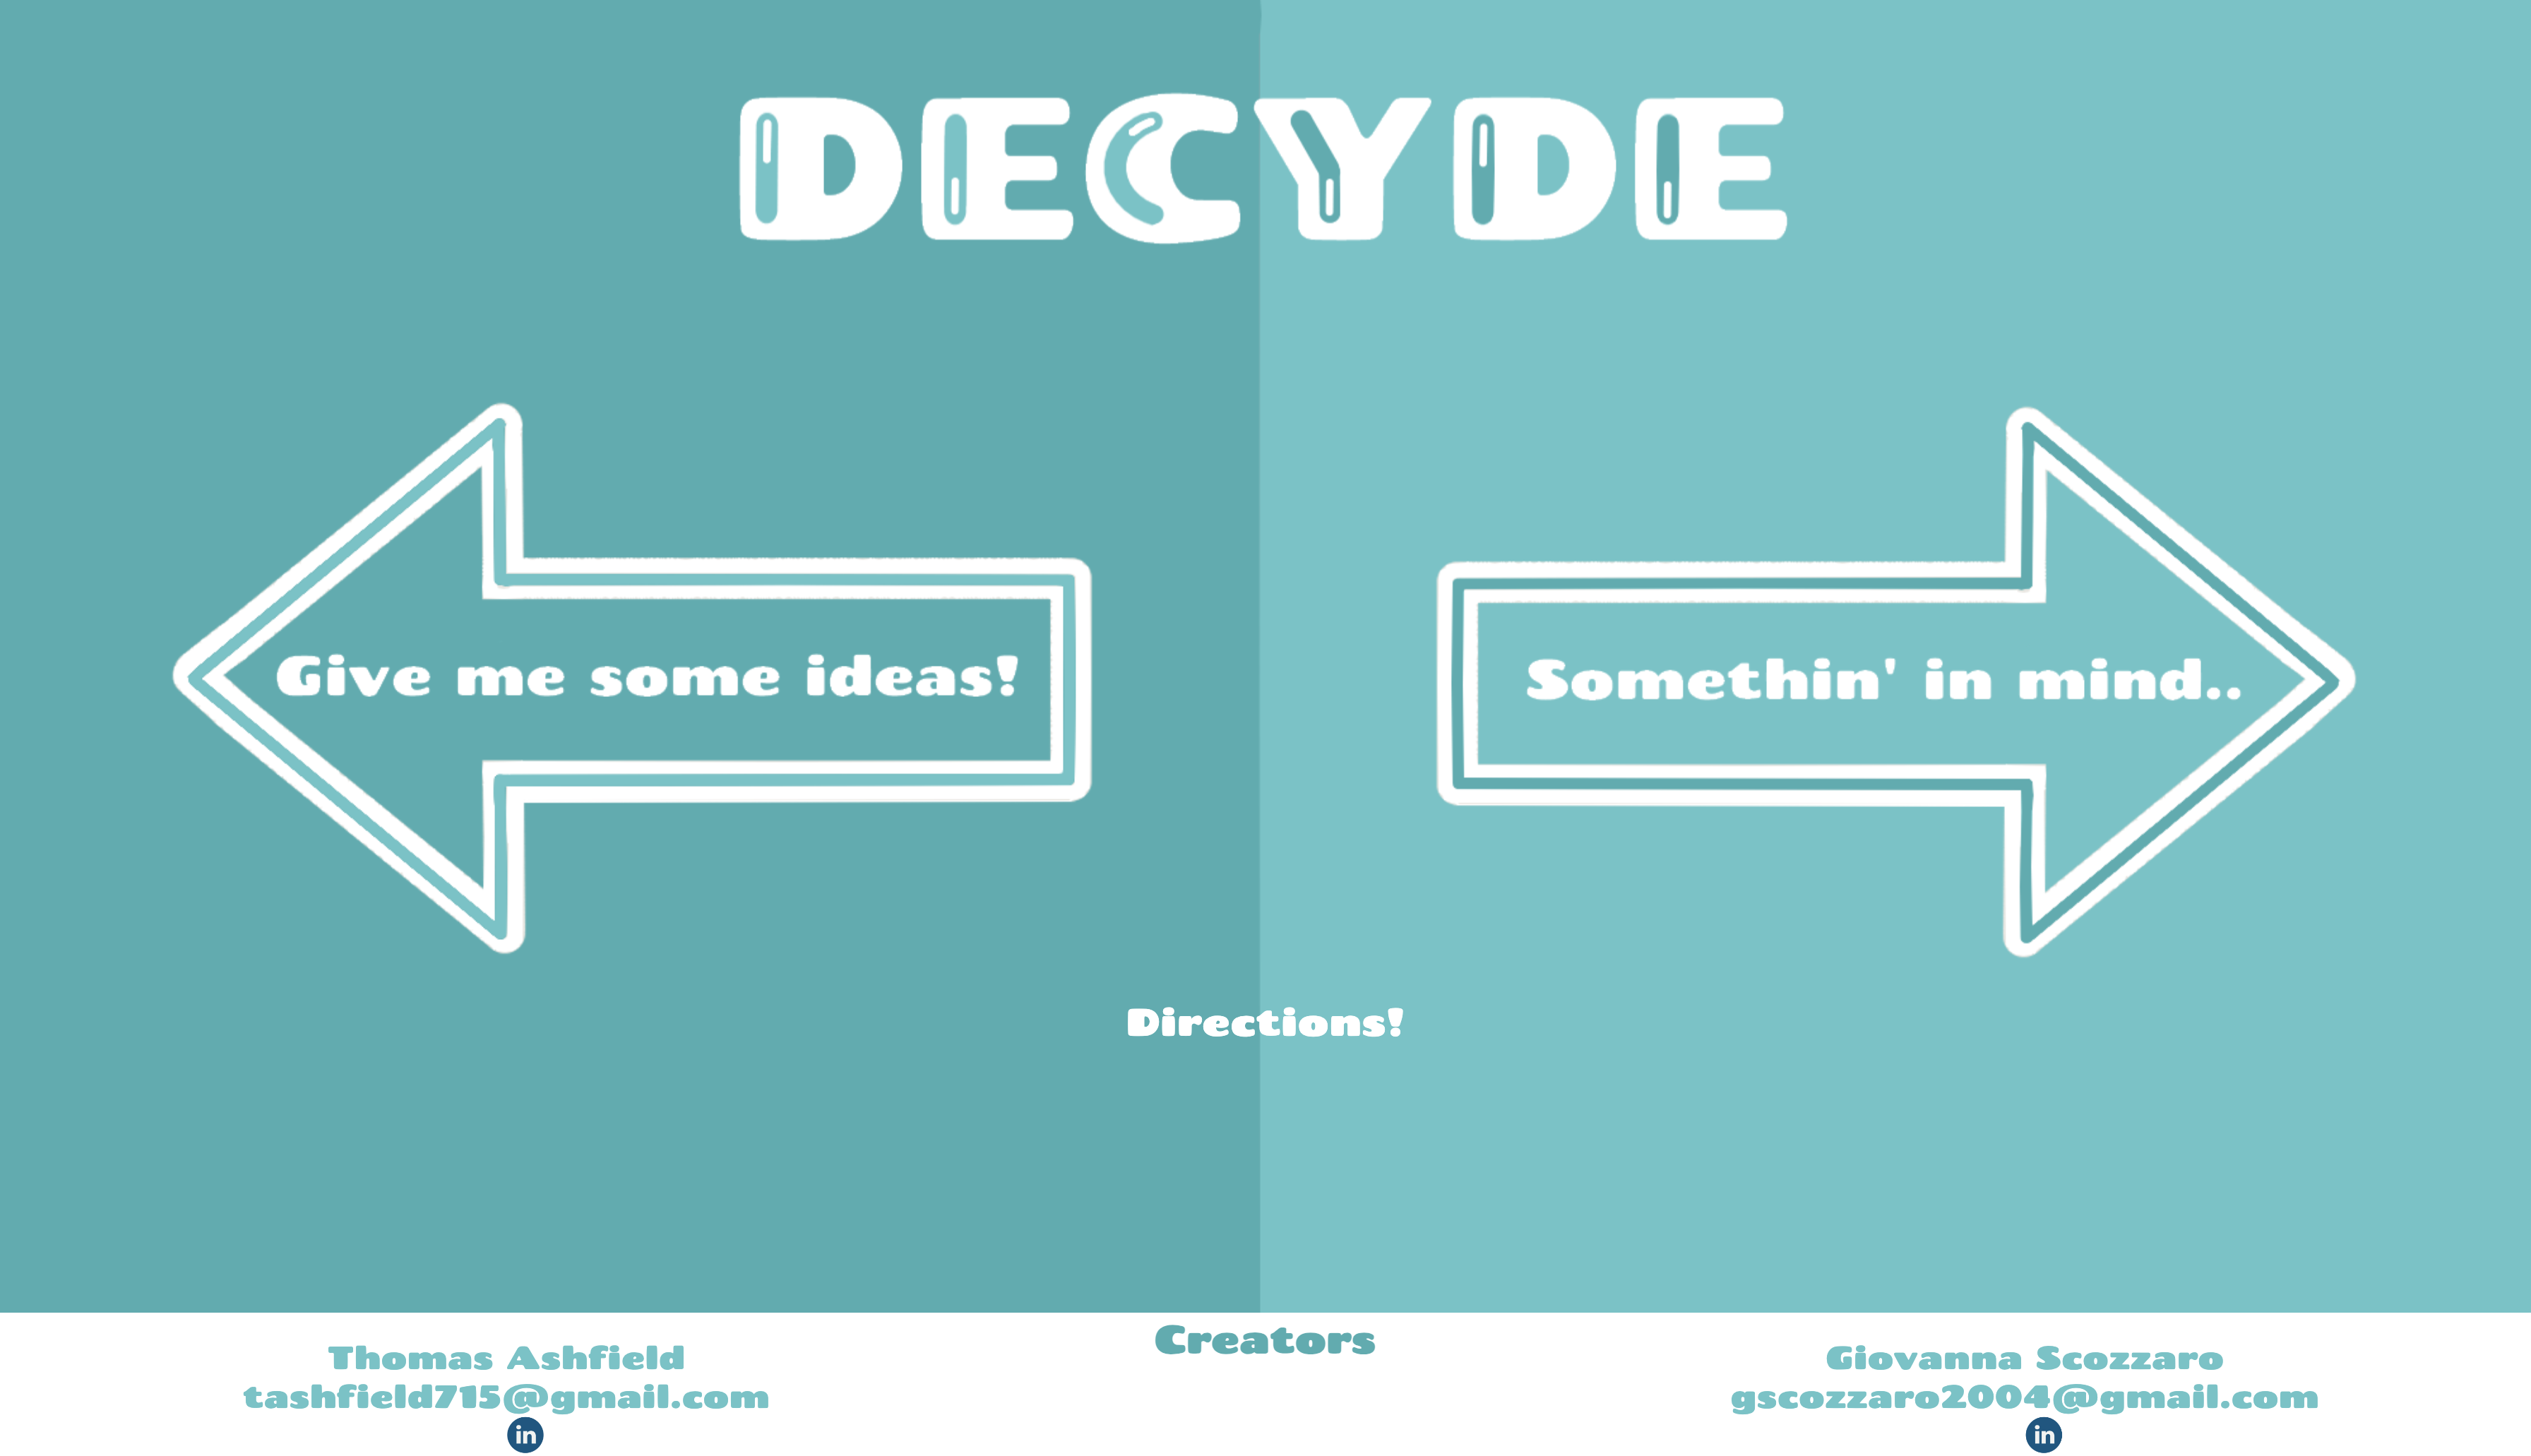 DECYDE
Give me some ideas!
Somethin' in mind..
Directions!
Creators
Thomas Ashfield
tashfield715@gmail.com
in
Giovanna Scozzaro
gscozzaro2004@gmail.com
in